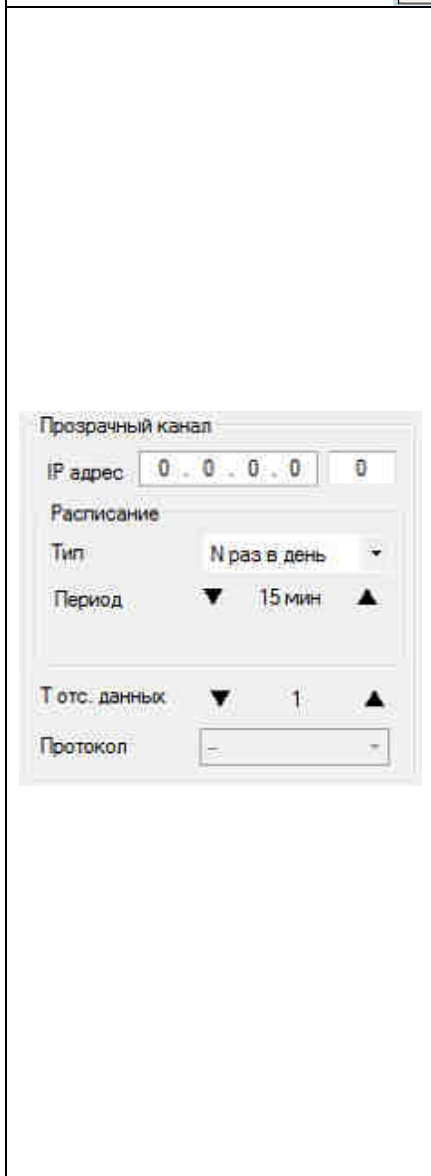 Прозрачный канал
IP адрес 0 . 0 . 0 . 0 0
Расписание
Тип N раз в день
Период ▼ 15 мин ▲
Т отс. данных ▼ 1 ▲
Протокол –